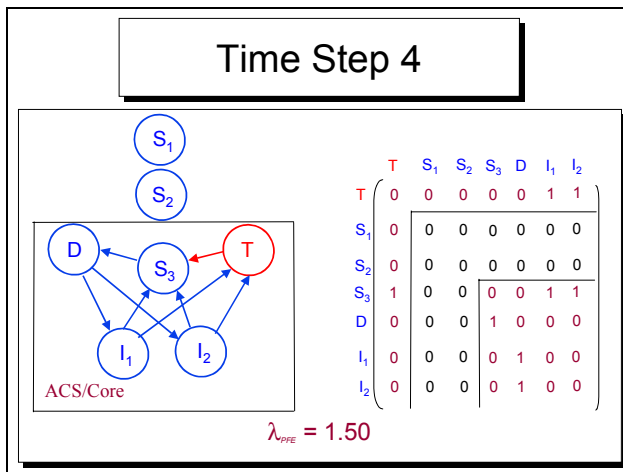 Time Step 4
S1
S2
D
S3
T
I1
I2
ACS/Core
T S1 S2 S3 D I1 I2
T 0 0 0 0 0 1 1
S1 0 0 0 0 0 0 0
S2 0 0 0 0 0 0 0
S3 1 0 0 0 0 1 1
D 0 0 0 1 0 0 0
I1 0 0 0 0 1 0 0
I2 0 0 0 0 1 0 0
λPFE = 1.50